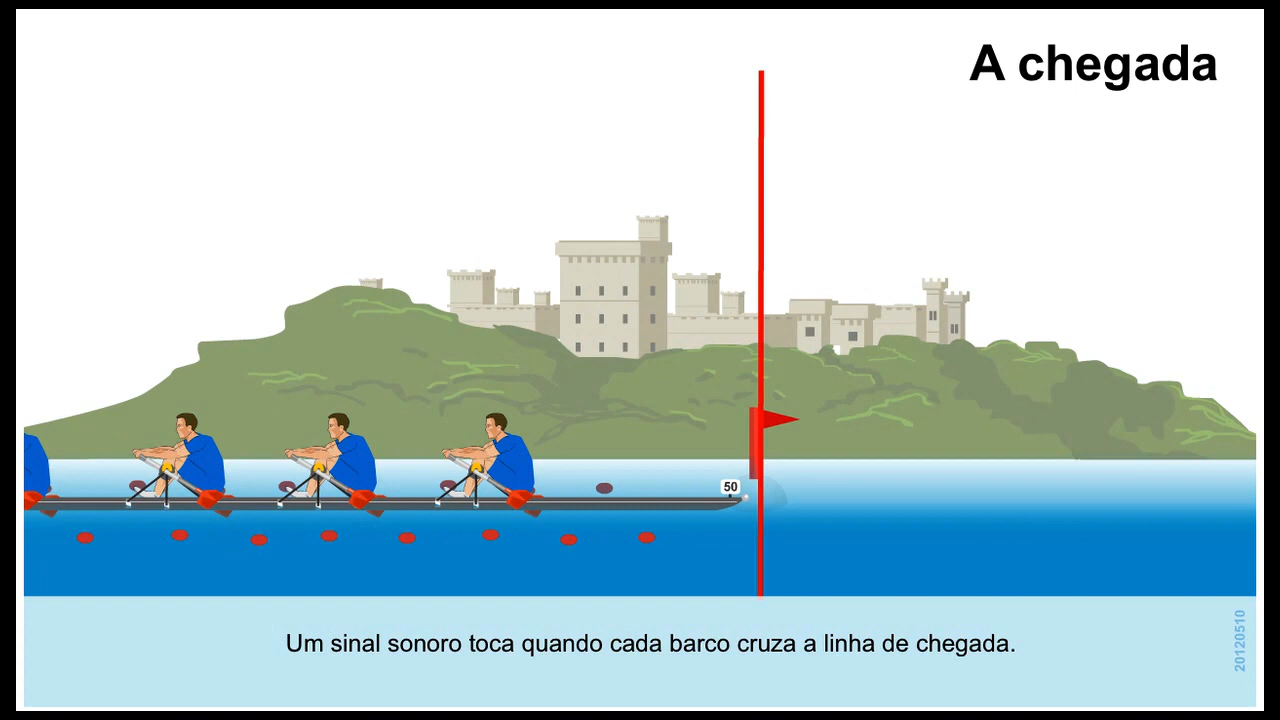 A chegada
50
Um sinal sonoro toca quando cada barco cruza a linha de chegada.
20120510